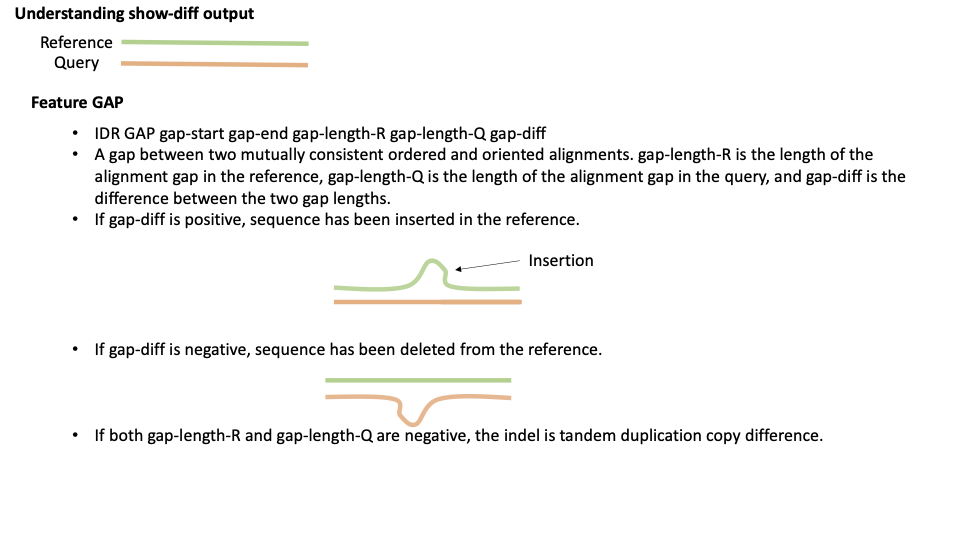 Understanding show-diff output
Reference
Query
Feature GAP
• IDR GAP gap-start gap-end gap-length-R gap-length-Q gap-diff
• A gap between two mutually consistent ordered and oriented alignments. gap-length-R is the length of the
alignment gap in the reference, gap-length-Q is the length of the alignment gap in the query, and gap-diff is the
difference between the two gap lengths.
• If gap-diff is positive, sequence has been inserted in the reference.
Insertion
• If gap-diff is negative, sequence has been deleted from the reference.
• If both gap-length-R and gap-length-Q are negative, the indel is tandem duplication copy difference.